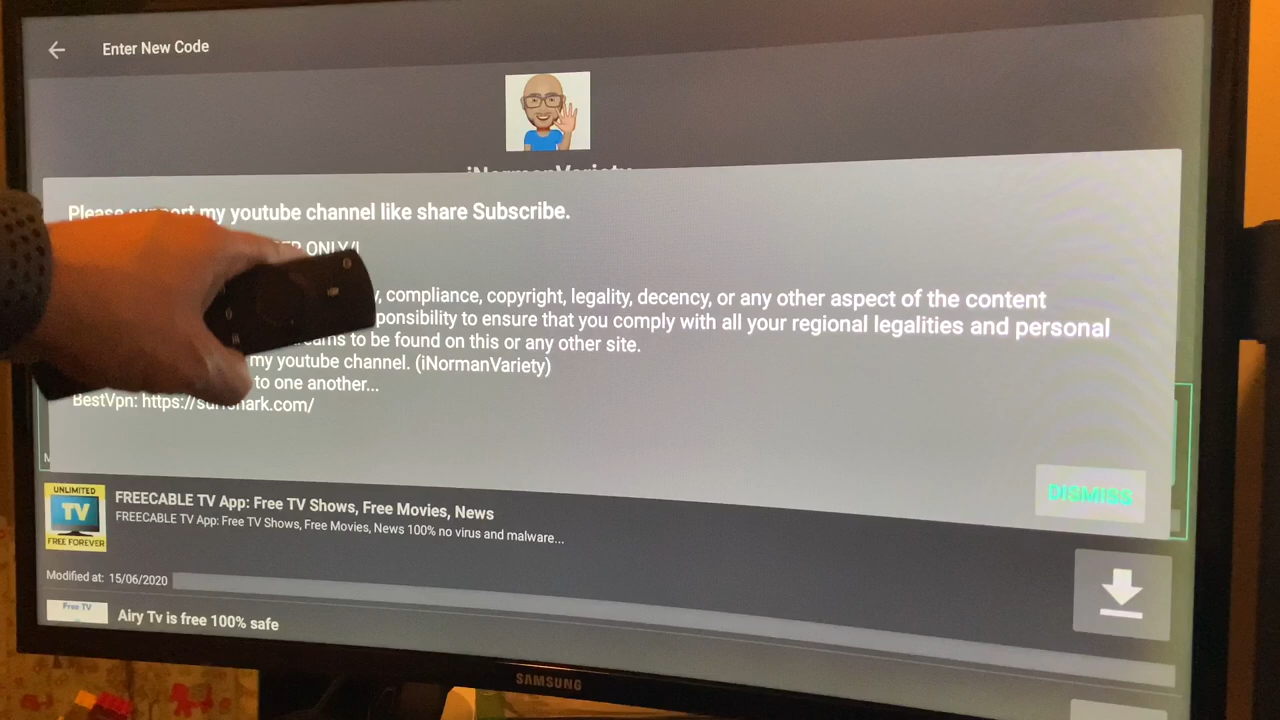 Enter New Code
iNormanVariety
Please support my youtube channel like share Subscribe.
ONLY/!
, compliance, copyright, legality, decency, or any other aspect of the content
ponsibility to ensure that you comply with all your regional legalities and personal
to be found on this or any other site.
my youtube channel. (iNormanVariety)
to one another...
BestVpn: https://surfshark.com/
DISMISS
UNLIMITED
TV
FREE FOREVER
FREECABLE TV App: Free TV Shows, Free Movies, News
FREECABLE TV App: Free TV Shows, Free Movies, News 100% no virus and malware...
Modified at: 15/06/2020
Free TV
Airy Tv is free 100% safe
SAMSUNG